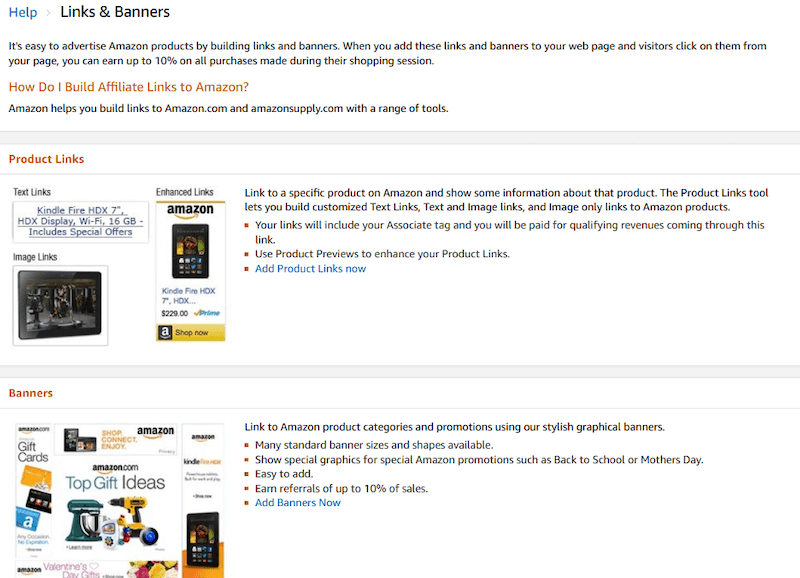 Help › Links & Banners
It's easy to advertise Amazon products by building links and banners. When you add these links and banners to your web page and visitors click on them from
your page, you can earn up to 10% on all purchases made during their shopping session.
How Do I Build Affiliate Links to Amazon?
Amazon helps you build links to Amazon.com and amazonsupply.com with a range of tools.
Product Links
Text Links
Kindle Fire HDX 7",
HDX Display, Wi-Fi, 16 GB -
Includes Special Offers
Image Links
Enhanced Links
amazon
Kindle Fire HDX
7", HDX...
$229.00 Prime
a Shop now
Link to a specific product on Amazon and show some information about that product. The Product Links tool
lets you build customized Text Links, Text and Image links, and Image only links to Amazon products.
Your links will include your Associate tag and you will be paid for qualifying revenues coming through this
link.
Use Product Previews to enhance your Product Links.
Add Product Links now
Banners
amazon.com
Gift
Cards
a
Any Occasion.
No Expiration.
SHOP.
CONNECT.
ENJOY.
amazon
Privacy
amazon.com
Top Gift Ideas
Learn more
Privacy
amazon
kindle fire HDX
Shop now
amazon
Valentine's
Day Gifts
Shop now
Link to Amazon product categories and promotions using our stylish graphical banners.
Many standard banner sizes and shapes available.
Show special graphics for special Amazon promotions such as Back to School or Mothers Day.
Easy to add.
Earn referrals of up to 10% of sales.
Add Banners Now